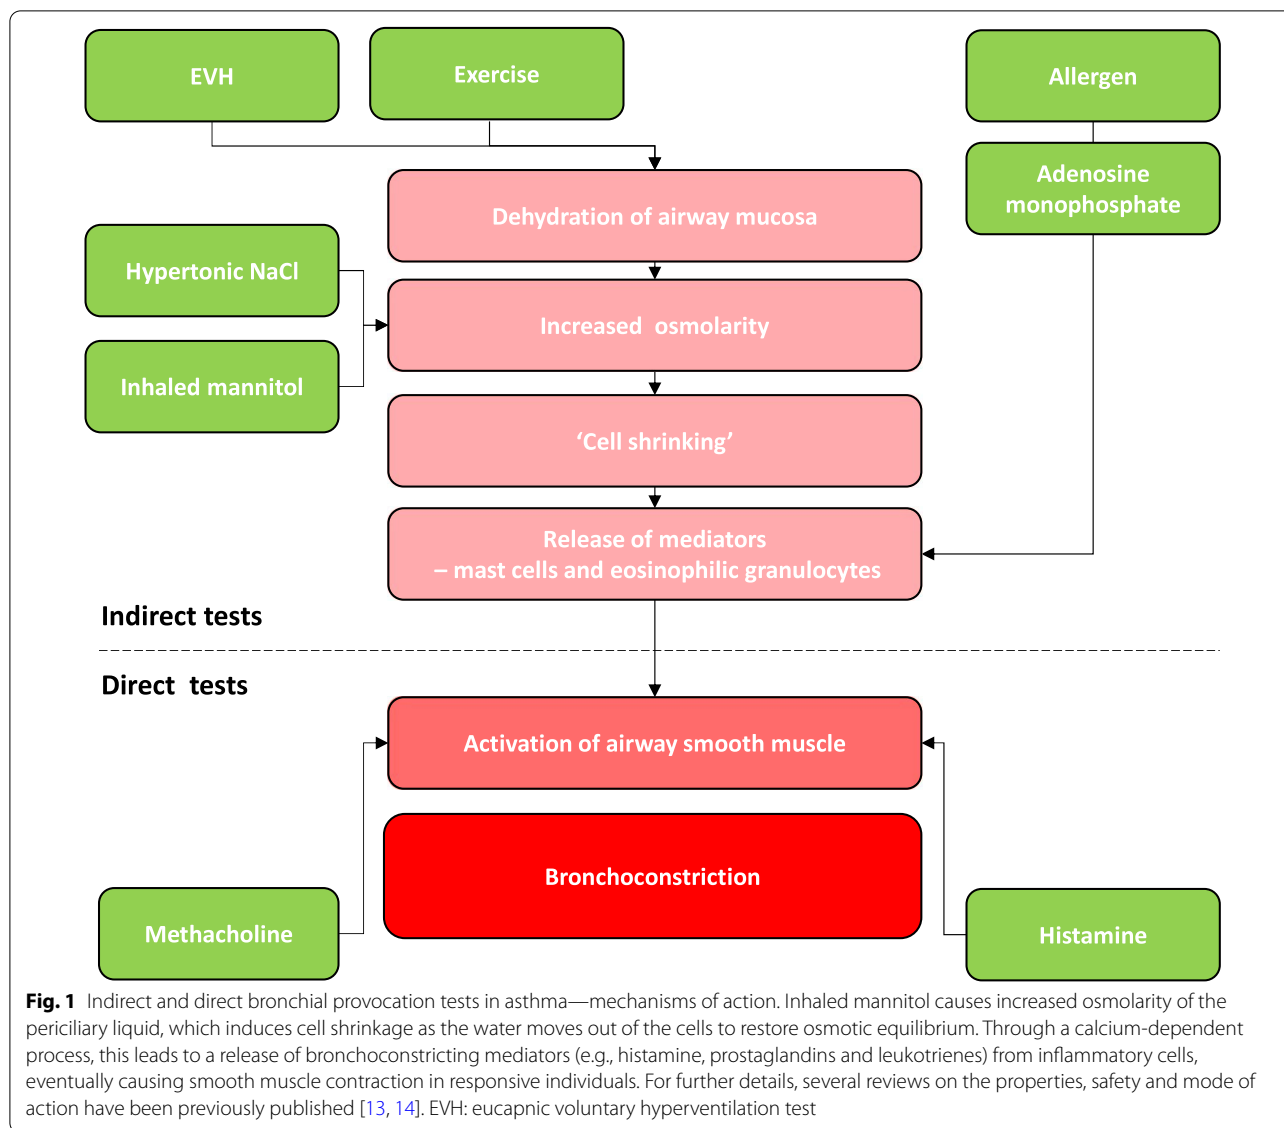 EVH
Exercise
Allergen
Adenosine
monophosphate
Dehydration of airway mucosa
Hypertonic NaCl
Increased osmolarity
Inhaled mannitol
‘Cell shrinking’
Release of mediators
– mast cells and eosinophilic granulocytes
Indirect tests
Direct tests
Activation of airway smooth muscle
Bronchoconstriction
Methacholine
Histamine
Fig. 1 Indirect and direct bronchial provocation tests in asthma—mechanisms of action. Inhaled mannitol causes increased osmolarity of the
periciliary liquid, which induces cell shrinkage as the water moves out of the cells to restore osmotic equilibrium. Through a calcium-dependent
process, this leads to a release of bronchoconstricting mediators (e.g., histamine, prostaglandins and leukotrienes) from inflammatory cells,
eventually causing smooth muscle contraction in responsive individuals. For further details, several reviews on the properties, safety and mode of
action have been previously published [13, 14]. EVH: eucapnic voluntary hyperventilation test